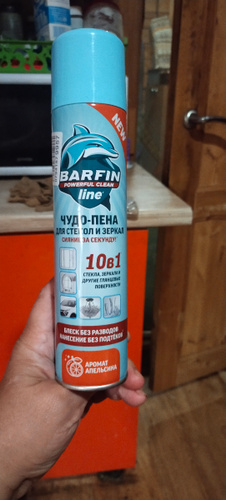 NEW
BARFIN
POWERFUL CLEAN
line
ЧУДО-ПЕНА
ДЛЯ СТЕКОЛ И ЗЕРКАЛ
СИЯНИЕ ЗА СЕКУНДУ!
10в1
СТЕКЛА, ЗЕРКАЛА И
ДРУГИЕ ГЛЯНЦЕВЫЕ
ПОВЕРХНОСТИ
БЛЕСК БЕЗ РАЗВОДОВ
НАНЕСЕНИЕ БЕЗ ПОДТЕКОВ
АРОМАТ
АПЕЛЬСИНА